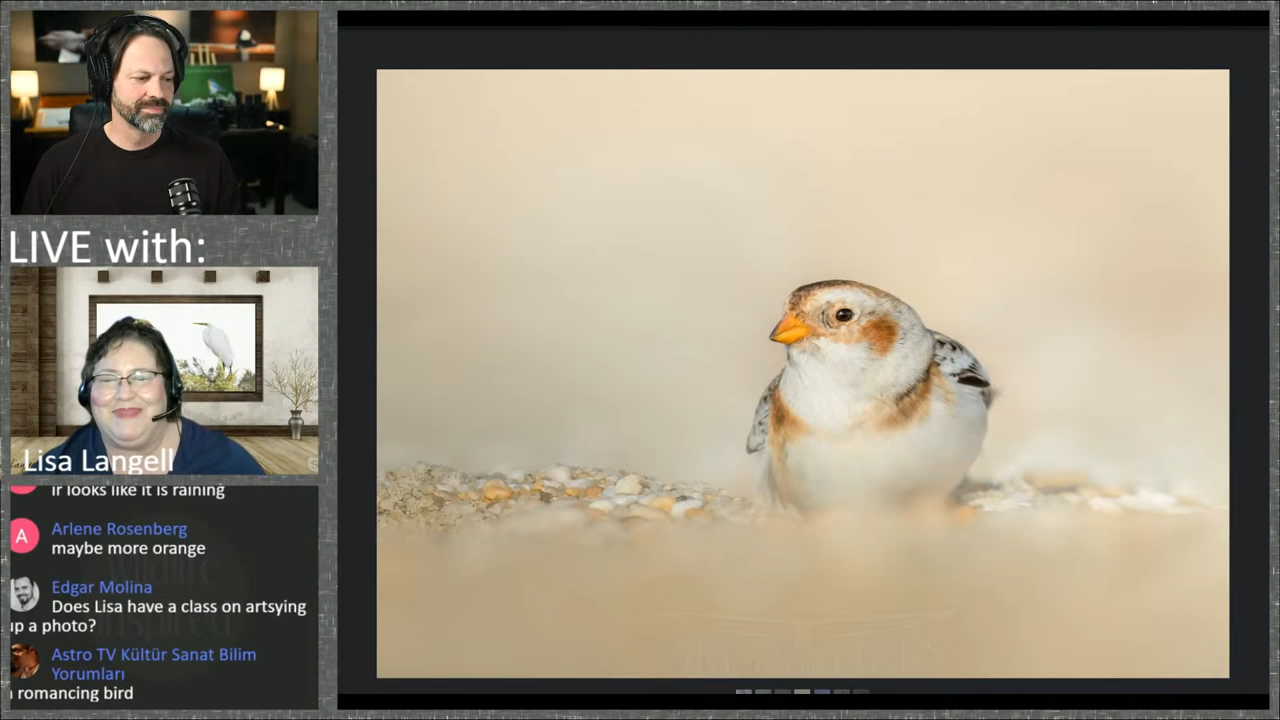 LIVE with:
Lisa Langell
ir looks like it is raining
Arlene Rosenberg
maybe more orange
A
Edgar Molina
Does Lisa have a class on artsying
up a photo?
Astro TV Kültür Sanat Bilim
Yorumları
romancing bird